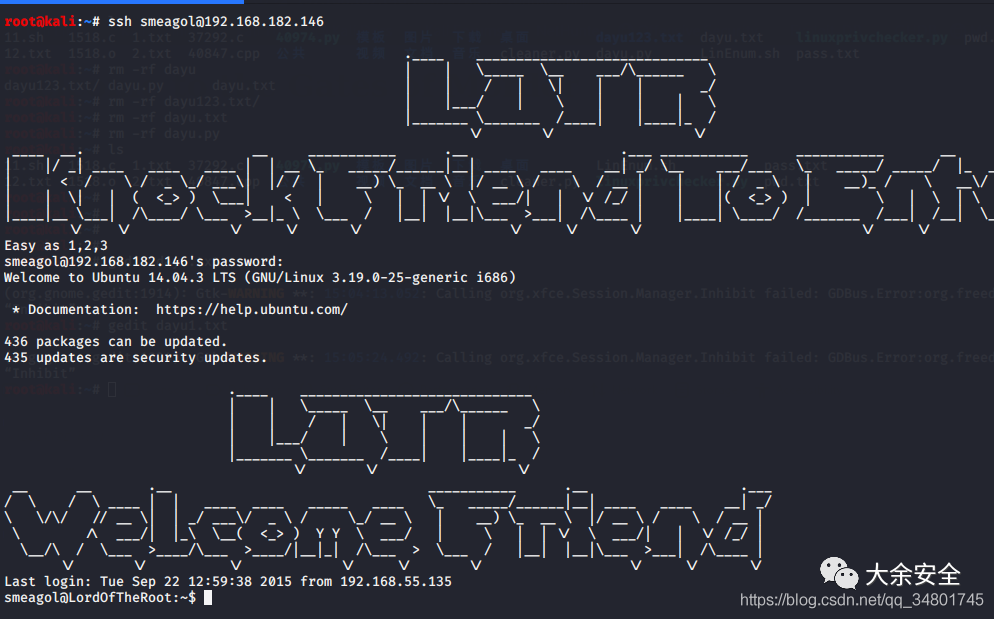 root@kali:~# ssh smeagol@192.168.182.146
LOTR
Knock Friend To Enter
Easy as 1,2,3
smeagol@192.168.182.146's password:
Welcome to Ubuntu 14.04.3 LTS (GNU/Linux 3.19.0-25-generic i686)
* Documentation:  https://help.ubuntu.com/
436 packages can be updated.
435 updates are security updates.
LOTR
Welcome Friend
Last login: Tue Sep 22 12:59:38 2015 from 192.168.55.135
smeagol@LordOfTheRoot:~$
大余安全
https://blog.csdn.net/qq_34801745